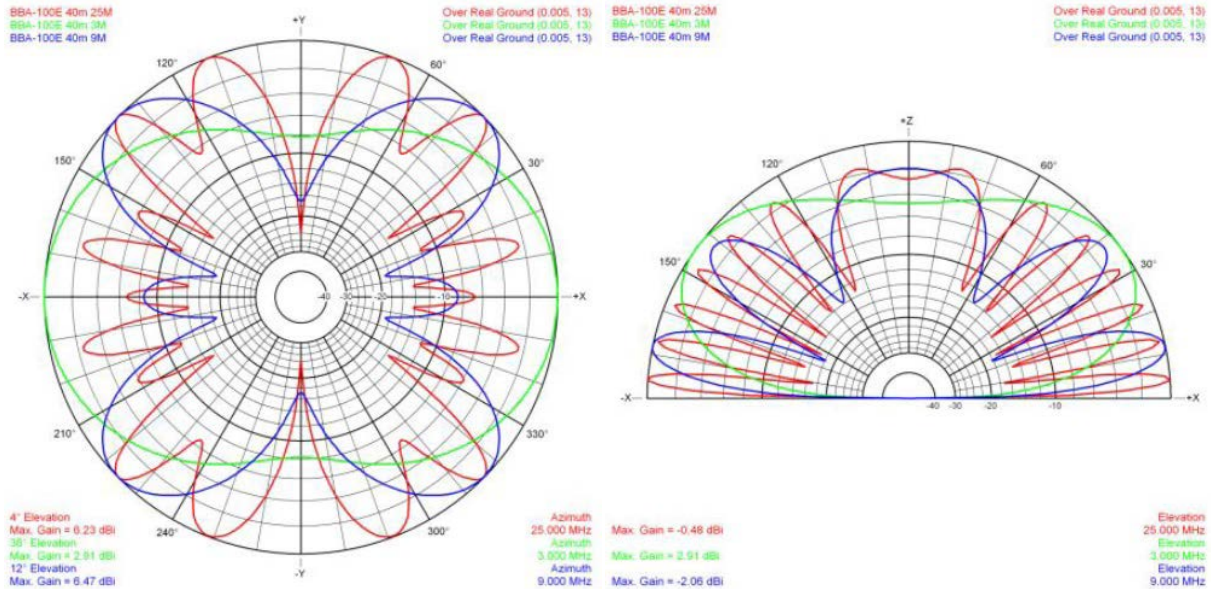 BBA-100E 40m 25M
BBA-100E 40m 3M
BBA-100E 40m 9M
Over Real Ground (0.005, 13)
Over Real Ground (0.005, 13)
Over Real Ground (0.005, 13)
+Y
120°
60°
150°
30°
-X
-40 -30 -20 -10
+X
210°
330°
240°
300°
-Y
4° Elevation
Max. Gain = 6.23 dBi
36° Elevation
Max. Gain = 2.91 dBi
12° Elevation
Max. Gain = 6.47 dBi
Azimuth
25.000 MHz
Azimuth
3.000 MHz
Azimuth
9.000 MHz
BBA-100E 40m 25M
BBA-100E 40m 3M
BBA-100E 40m 9M
Over Real Ground (0.005, 13)
Over Real Ground (0.005, 13)
Over Real Ground (0.005, 13)
+Z
120°
60°
150°
30°
-X
+X
-40 -30 -20 -10
Max. Gain = -0.48 dBi
Max. Gain = 2.91 dBi
Max. Gain = -2.06 dBi
Elevation
25.000 MHz
Elevation
3.000 MHz
Elevation
9.000 MHz